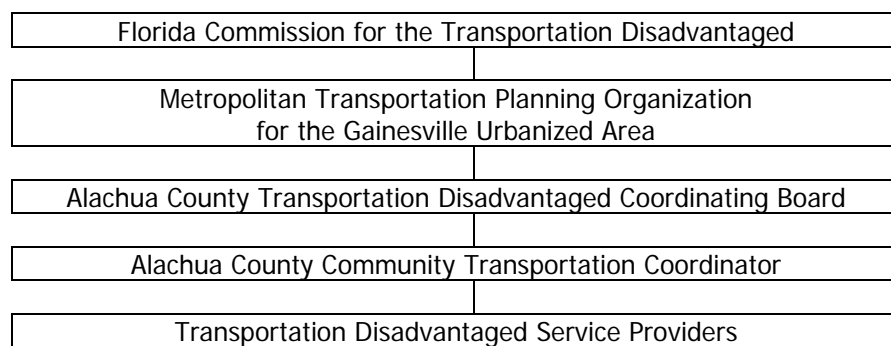 Florida Commission for the Transportation Disadvantaged
Metropolitan Transportation Planning Organization
for the Gainesville Urbanized Area
Alachua County Transportation Disadvantaged Coordinating Board
Alachua County Community Transportation Coordinator
Transportation Disadvantaged Service Providers